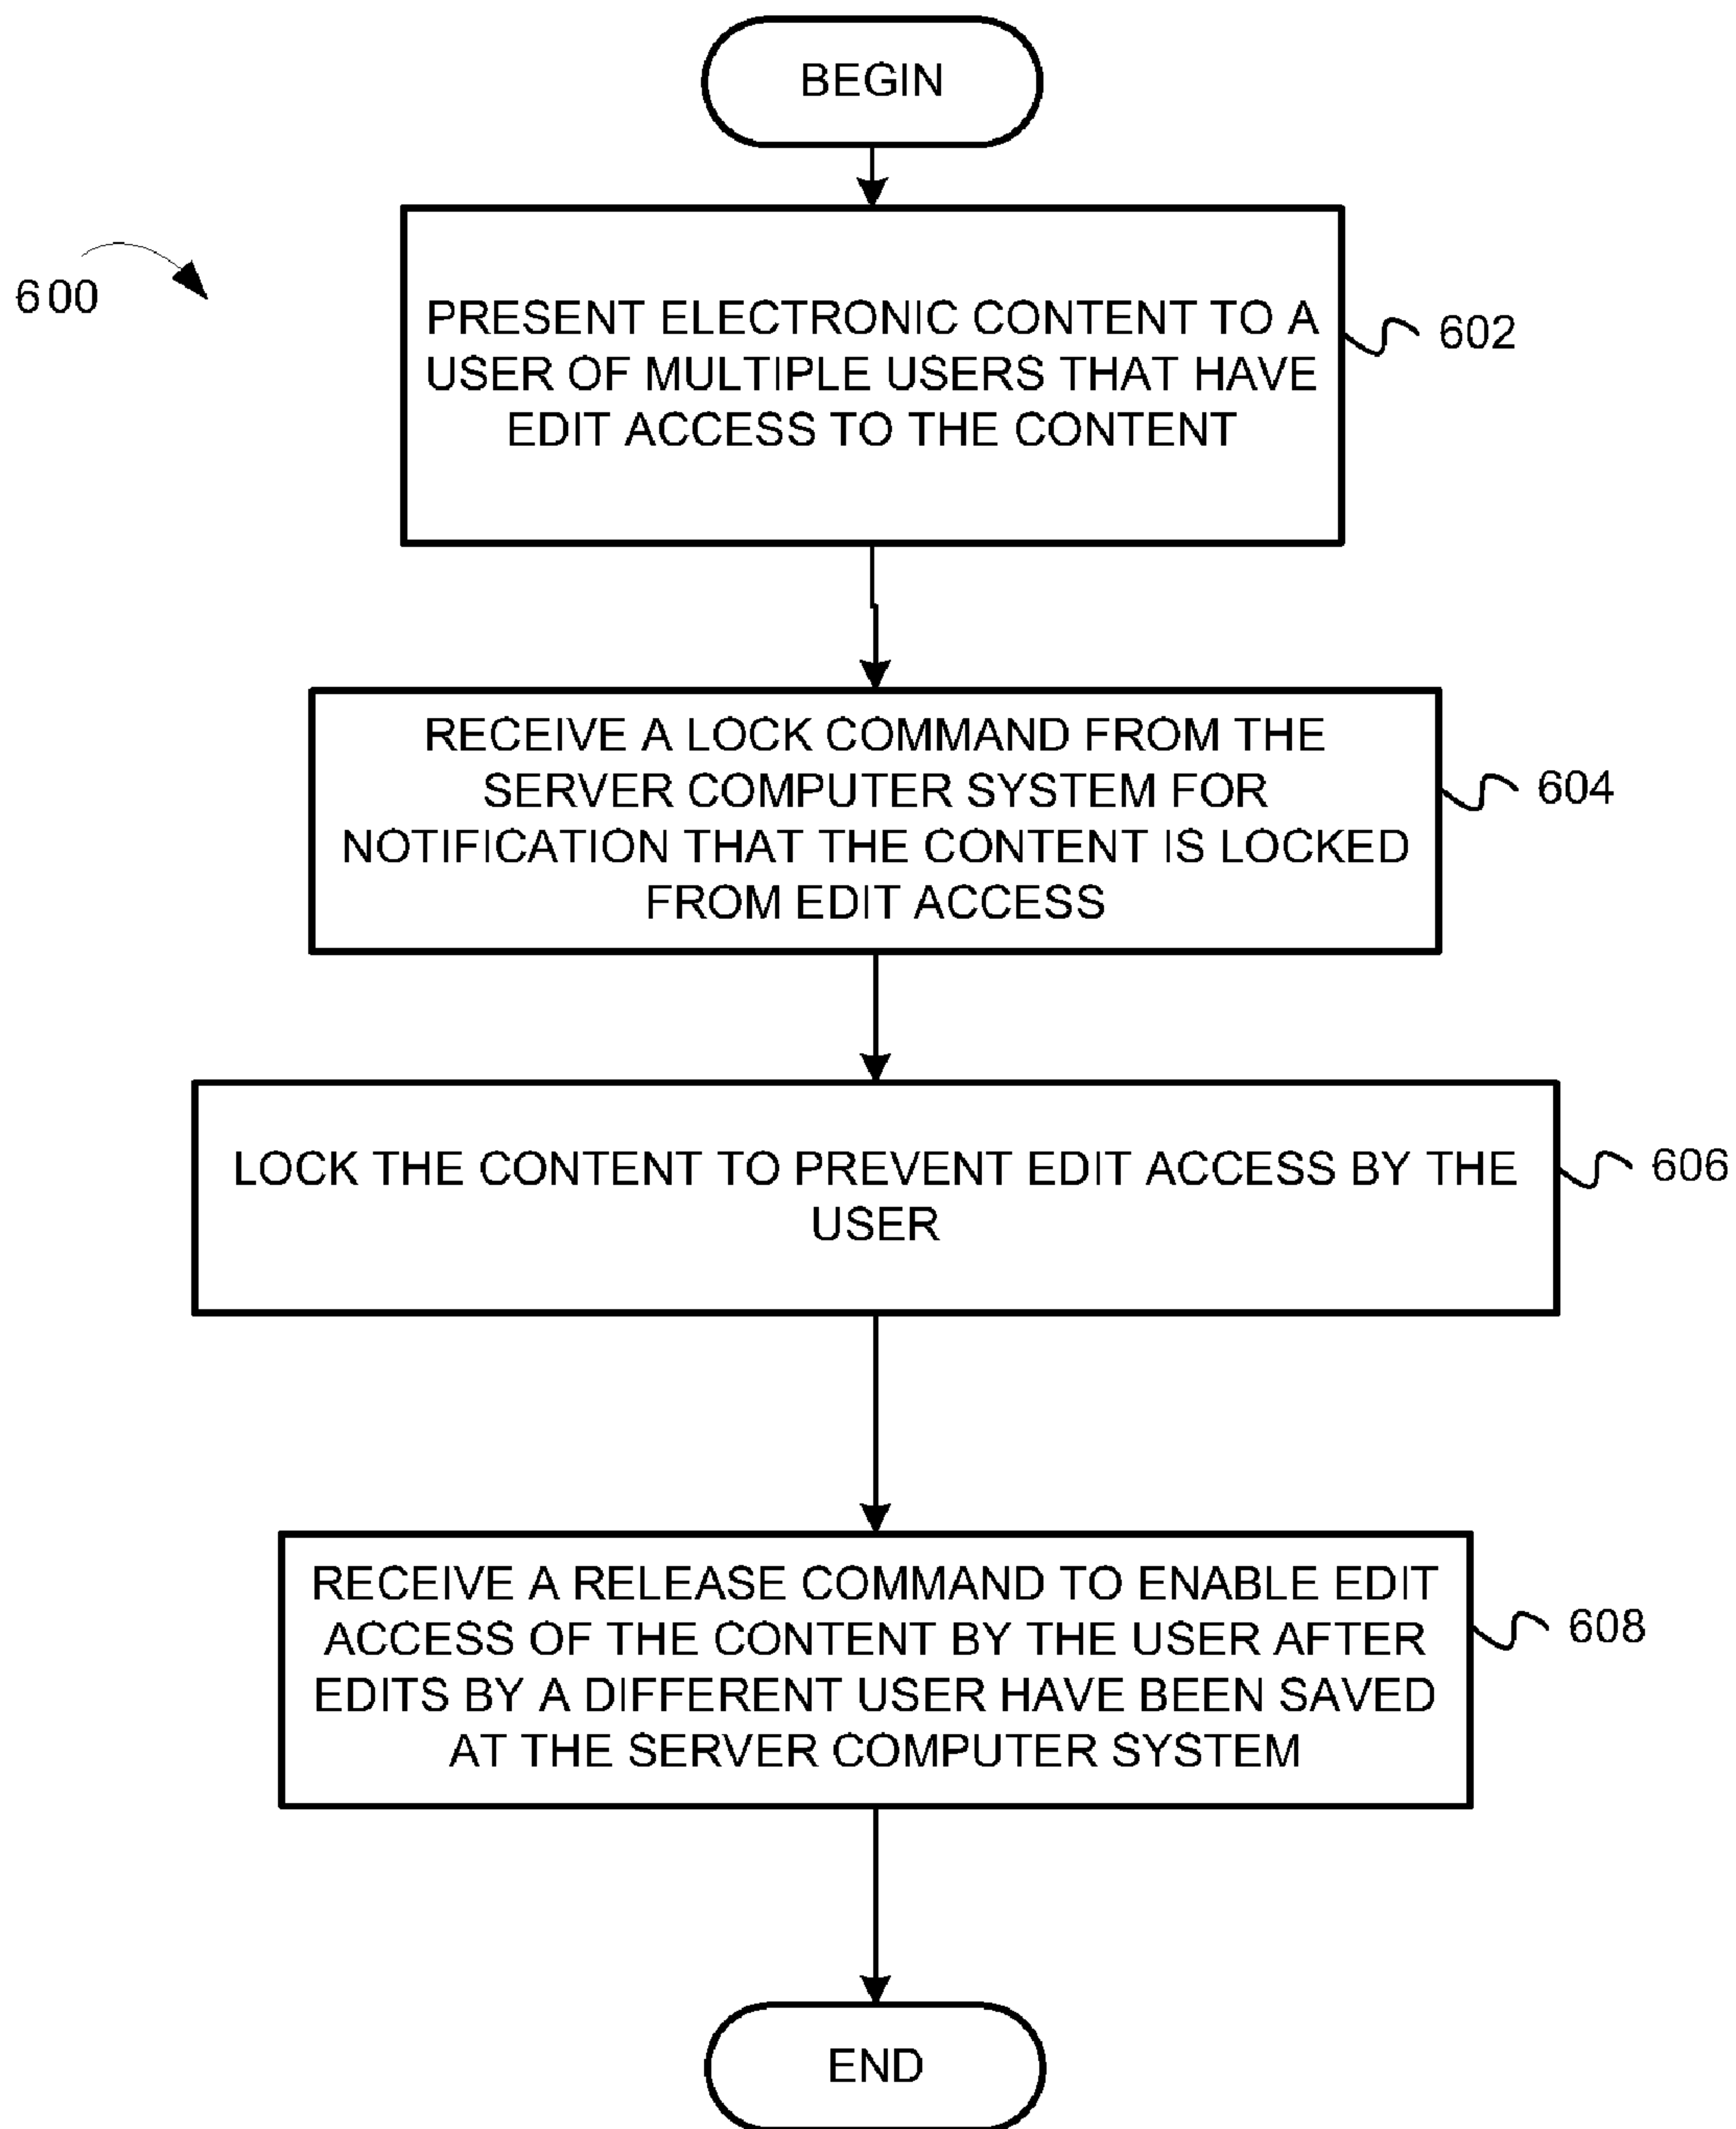 BEGIN
600
PRESENT ELECTRONIC CONTENT TO A
USER OF MULTIPLE USERS THAT HAVE
EDIT ACCESS TO THE CONTENT
602
RECEIVE A LOCK COMMAND FROM THE
SERVER COMPUTER SYSTEM FOR
NOTIFICATION THAT THE CONTENT IS LOCKED
FROM EDIT ACCESS
604
LOCK THE CONTENT TO PREVENT EDIT ACCESS BY THE
USER
606
RECEIVE A RELEASE COMMAND TO ENABLE EDIT
ACCESS OF THE CONTENT BY THE USER AFTER
EDITS BY A DIFFERENT USER HAVE BEEN SAVED
AT THE SERVER COMPUTER SYSTEM
608
END